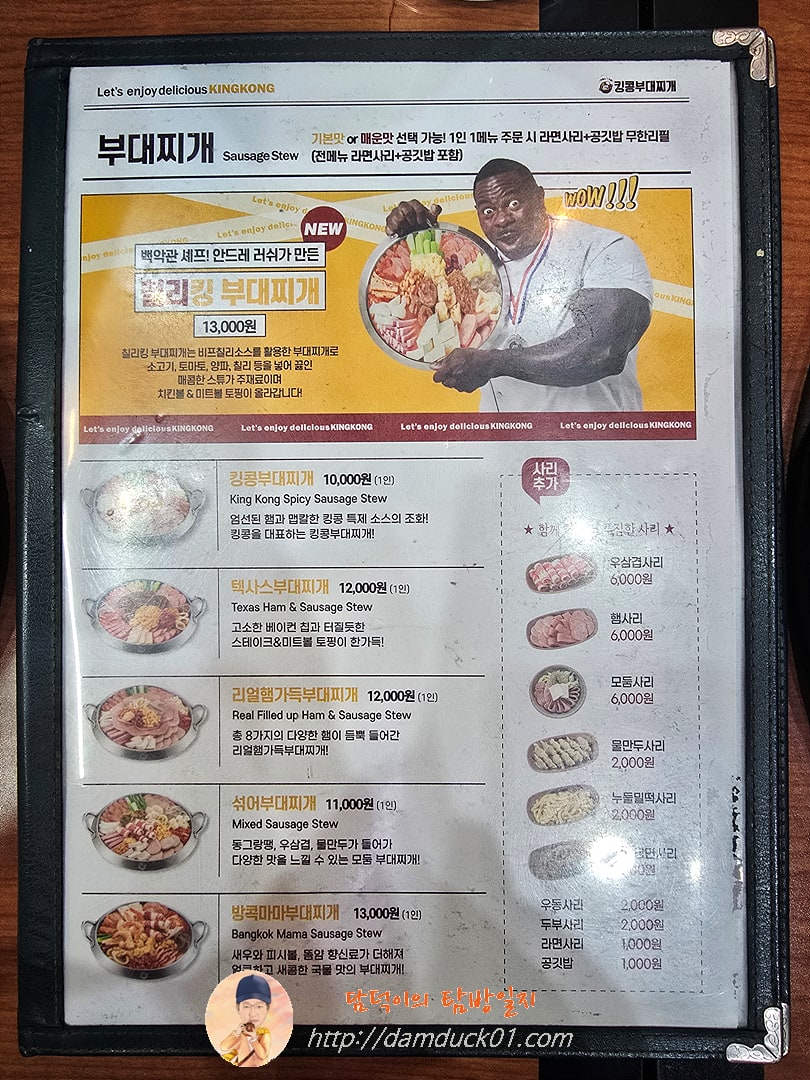 Let's enjoy delicious KINGKONG
킹콩부대찌개
부대찌개 Sausage Stew
기본맛 or 매운맛 선택 가능! 1인 1메뉴 주문 시 라면사리+공깃밥 무한리필
(전메뉴 라면사리+공깃밥 포함)
WOW!!!
NEW
백악관 셰프! 안드레 러쉬가 만든
칠리킹 부대찌개
13,000원
칠리킹 부대찌개는 비프칠리소스를 활용한 부대찌개로
소고기, 토마토, 양파, 칠리 등을 넣어 끓인
매콤한 스튜가 주재료이며
치킨볼 & 미트볼 토핑이 올라갑니다!
Let's enjoy delicious KINGKONG Let's enjoy delicious KINGKONG Let's enjoy delicious KINGKONG Let's enjoy delicious KINGKONG
킹콩부대찌개 10,000원 (1인)
King Kong Spicy Sausage Stew
엄선된 햄과 맵칼한 킹콩 특제 소스의 조화!
킹콩을 대표하는 킹콩부대찌개!
텍사스부대찌개 12,000원 (1인)
Texas Ham & Sausage Stew
고소한 베이컨 칩과 터질듯한
스테이크&미트볼 토핑이 한가득!
리얼햄가득부대찌개 12,000원 (1인)
Real Filled up Ham & Sausage Stew
총 8가지의 다양한 햄이 듬뿍 들어간
리얼햄가득부대찌개!
섞어부대찌개 11,000원 (1인)
Mixed Sausage Stew
동그랑땡, 우삼겹, 물만두가 들어가
다양한 맛을 느낄 수 있는 모둠 부대찌개!
방콕마마부대찌개 13,000원 (1인)
Bangkok Mama Sausage Stew
새우와 피시볼, 똠얌 향신료가 더해져
얼큰하고 새콤한 국물 맛의 부대찌개!
사리
추가
★ 함께 사리 ★
우삼겹사리
6,000원
햄사리
6,000원
모둠사리
6,000원
물만두사리
2,000원
누들밀떡사리
2,000원
우동사리 2,000원
두부사리 2,000원
라면사리 1,000원
공깃밥 1,000원
담덕이의 탐방일지
http://damduck01.com